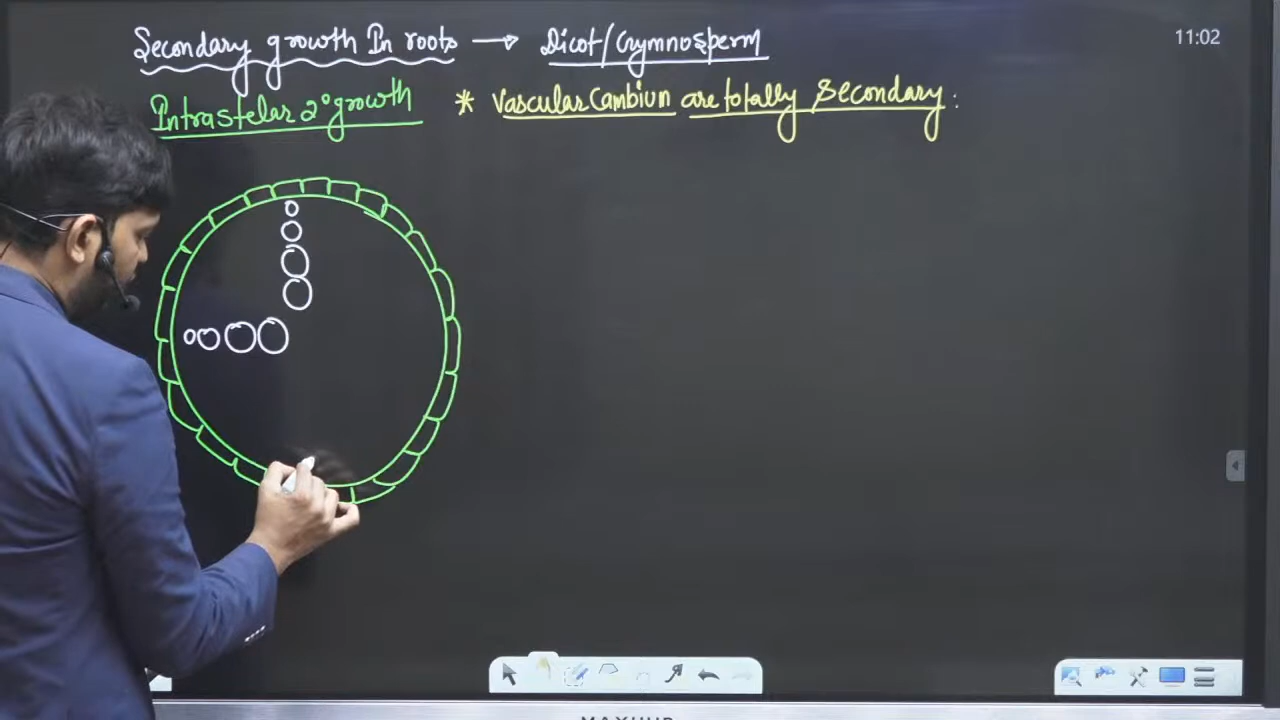 Secondary growth In roots → Dicot/Gymnosperm
11:02
Intrastelar 2° growth * Vascular Cambium are totally Secondary :